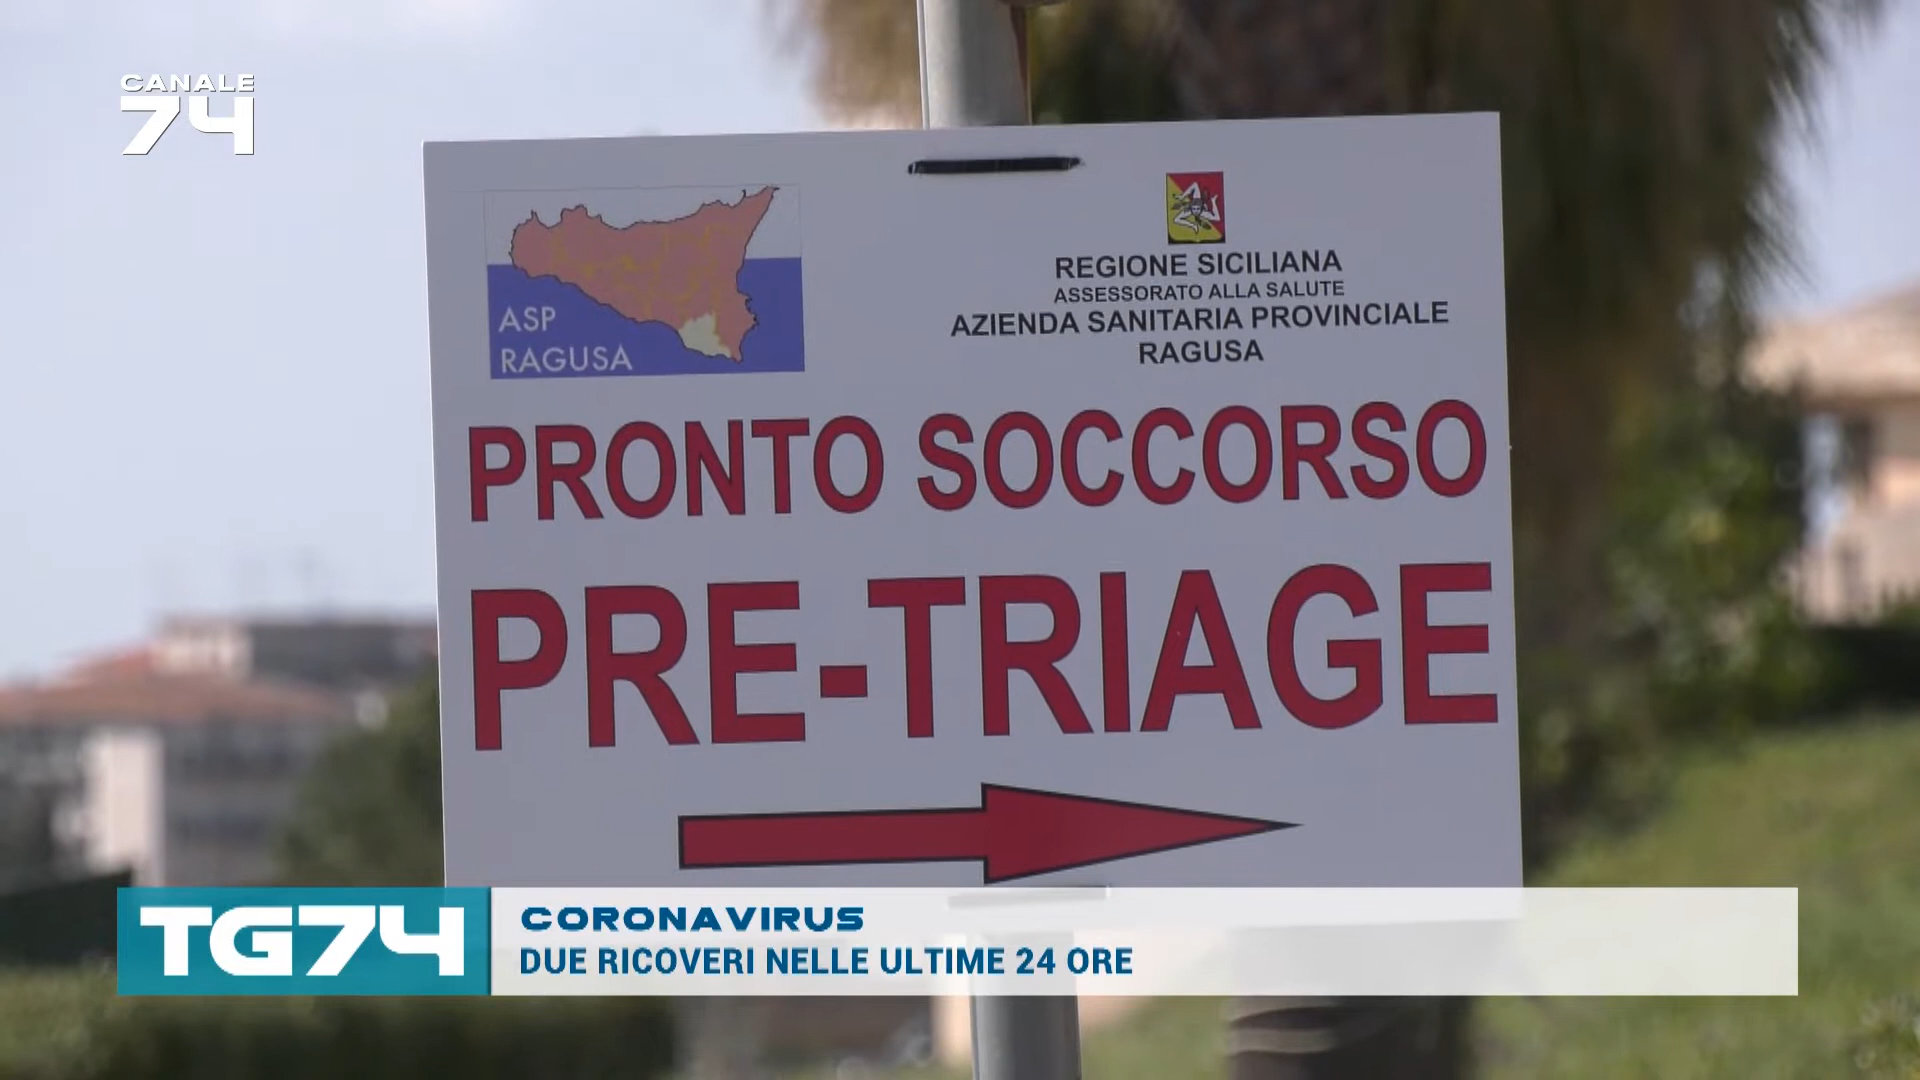 CANALE
74
ASP
RAGUSA
REGIONE SICILIANA
ASSESSORATO ALLA SALUTE
AZIENDA SANITARIA PROVINCIALE
RAGUSA
PRONTO SOCCORSO
PRE-TRIAGE
TG74
CORONAVIRUS
DUE RICOVERI NELLE ULTIME 24 ORE